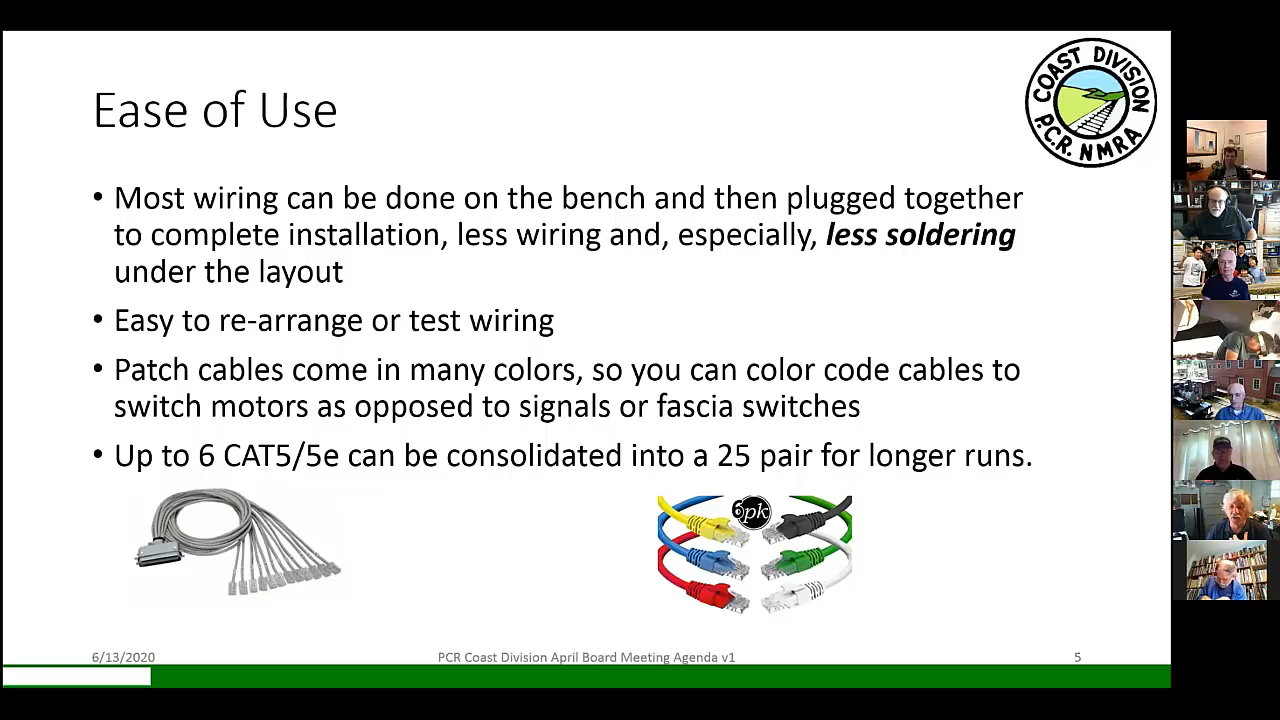 COAST DIVISION
P.C.R. NMRA
Ease of Use
• Most wiring can be done on the bench and then plugged together
to complete installation, less wiring and, especially, less soldering
under the layout
• Easy to re-arrange or test wiring
• Patch cables come in many colors, so you can color code cables to
switch motors as opposed to signals or fascia switches
• Up to 6 CAT5/5e can be consolidated into a 25 pair for longer runs.
6pk
6/13/2020
PCR Coast Division April Board Meeting Agenda v1
5